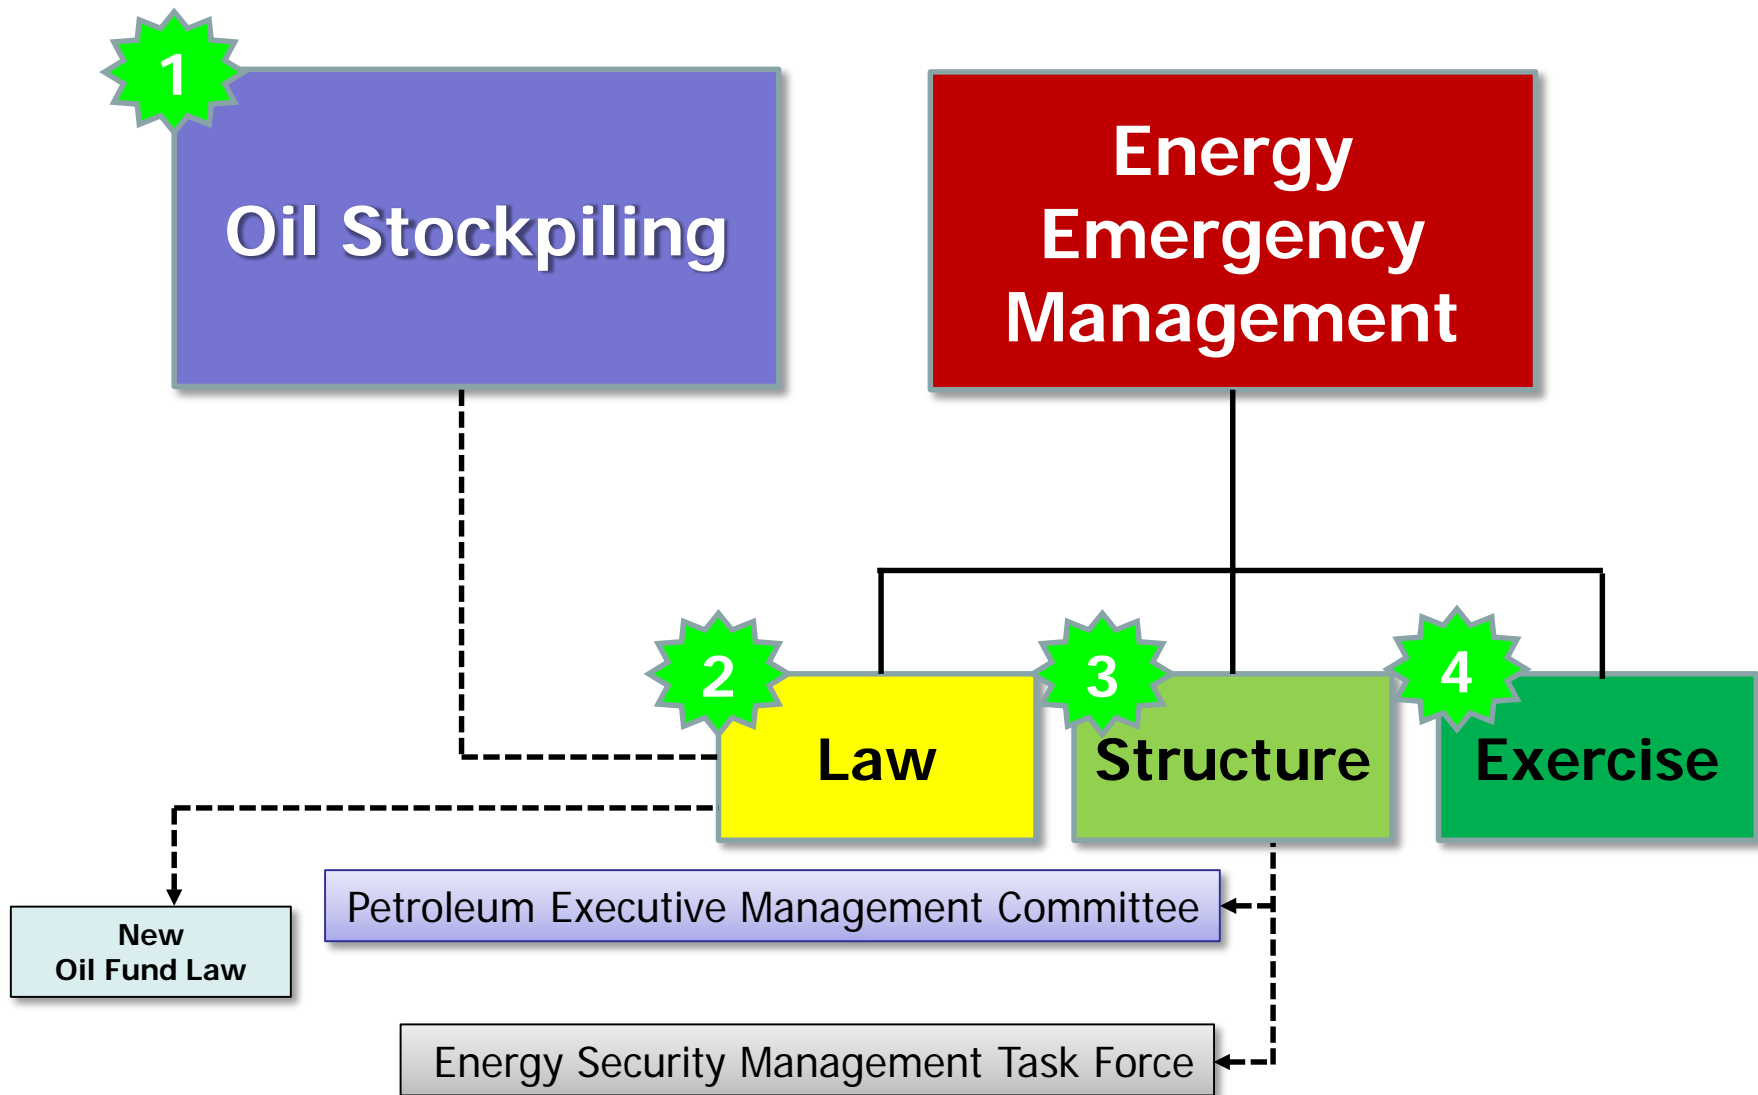 1
Oil Stockpiling
Energy
Emergency
Management
2
Law
3
Structure
4
Exercise
Petroleum Executive Management Committee
New
Oil Fund Law
Energy Security Management Task Force